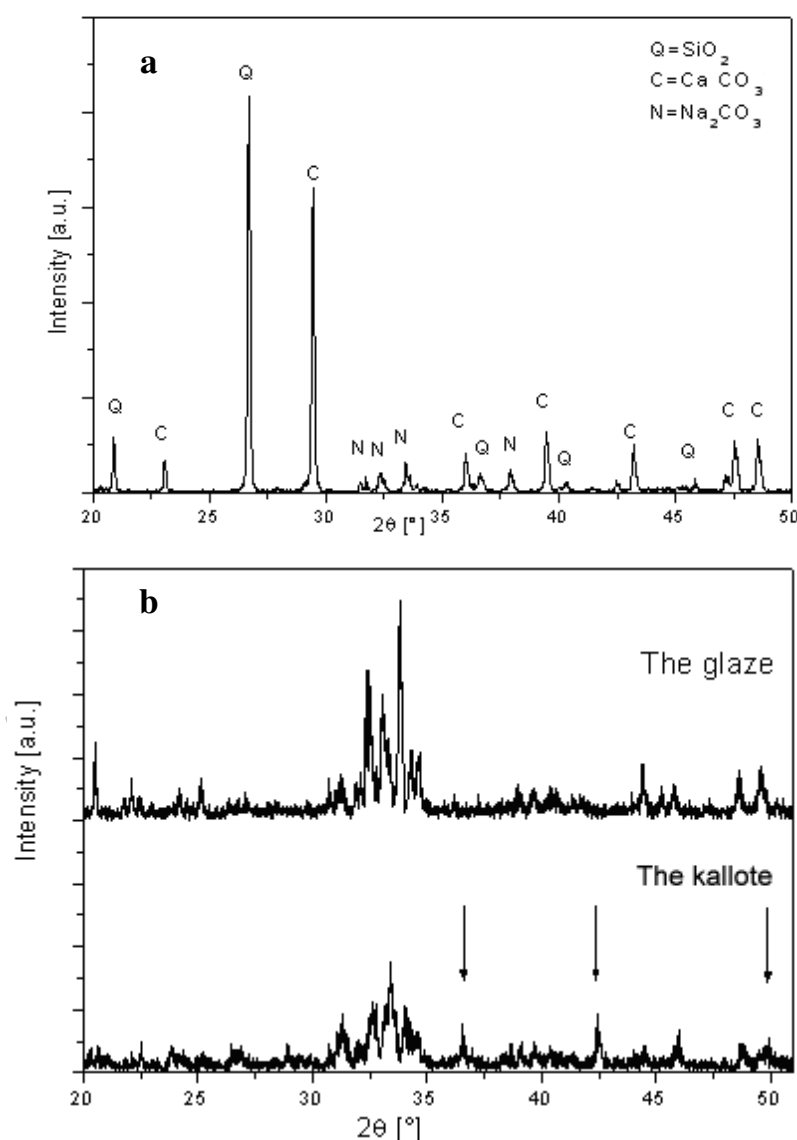 a
Q=SiO₂
C=Ca CO₃
N=Na₂CO₃
Q
C
Q
C
N
N
N
C
Q
N
C
Q
C
Q
C
C
Intensity [a.u.]
20 25 30 35 40 45 50
2θ [°]
b
The glaze
The kallote
Intensity [a.u.]
20 25 30 35 40 45 50
2θ [°]